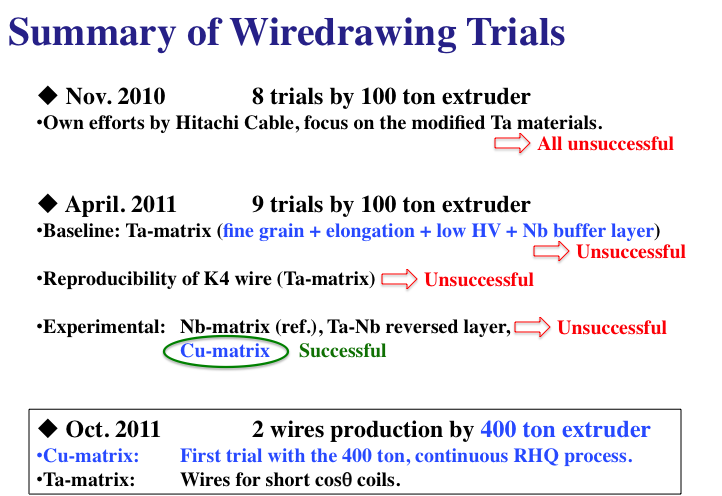 Summary of Wiredrawing Trials
◆ Nov. 2010 8 trials by 100 ton extruder
•Own efforts by Hitachi Cable, focus on the modified Ta materials.
All unsuccessful
◆ April. 2011 9 trials by 100 ton extruder
•Baseline: Ta-matrix (fine grain + elongation + low HV + Nb buffer layer)
Unsuccessful
•Reproducibility of K4 wire (Ta-matrix) Unsuccessful
•Experimental: Nb-matrix (ref.), Ta-Nb reversed layer, Unsuccessful
Cu-matrix Successful
◆ Oct. 2011 2 wires production by 400 ton extruder
•Cu-matrix: First trial with the 400 ton, continuous RHQ process.
•Ta-matrix: Wires for short cosθ coils.